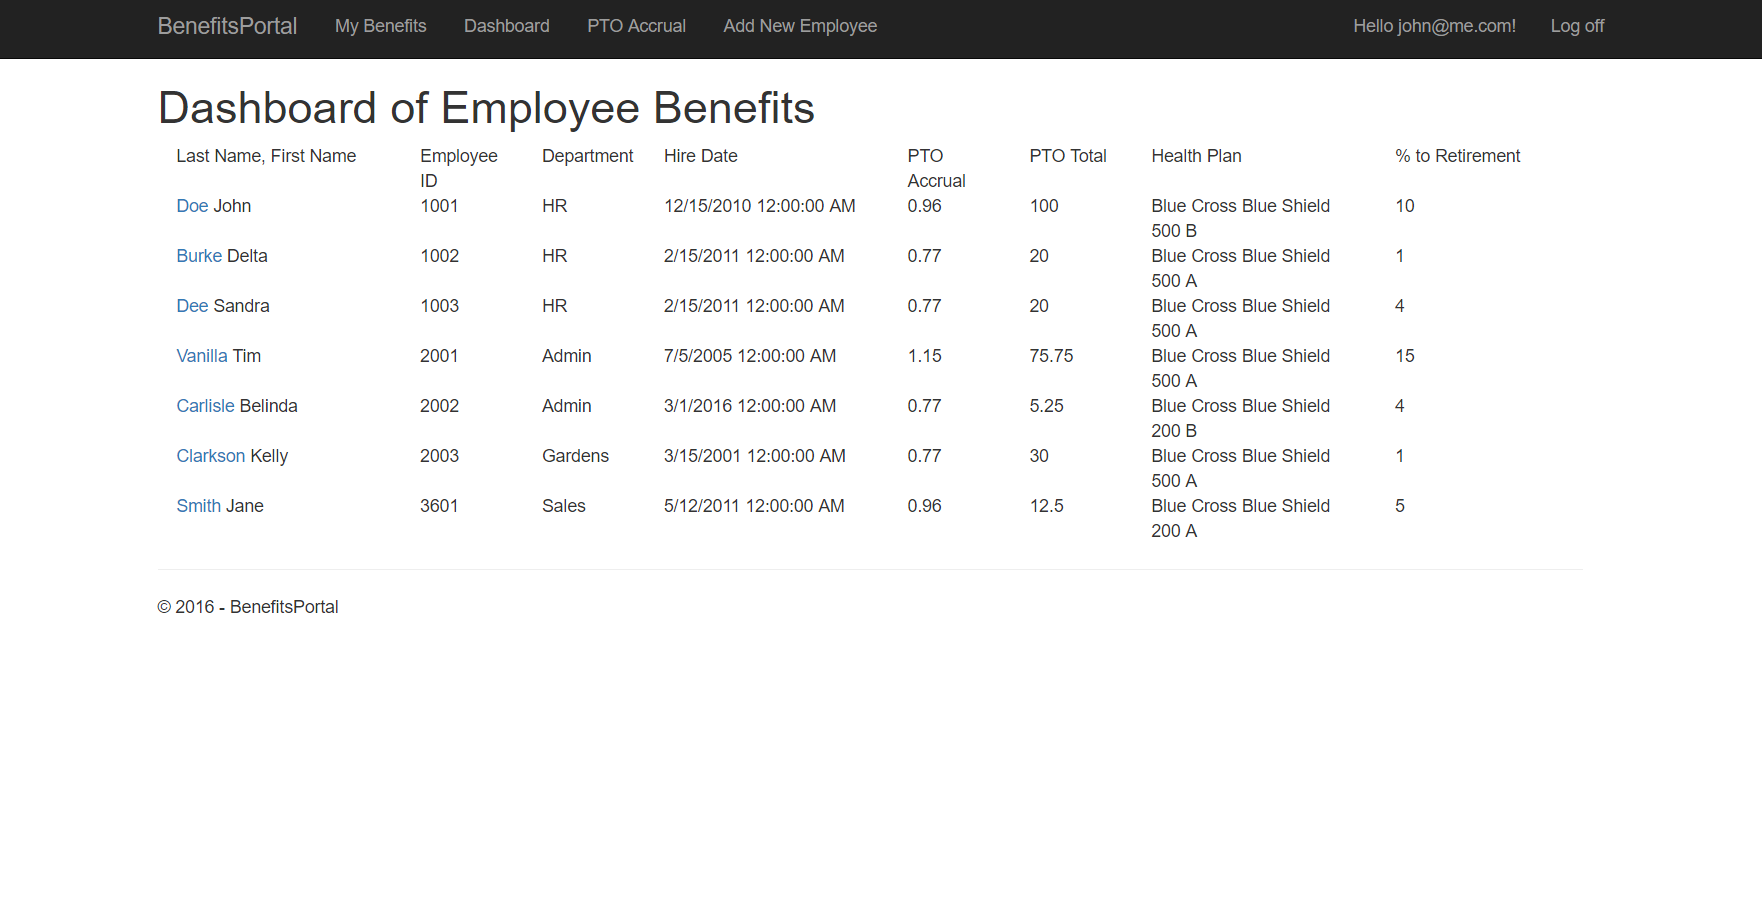 BenefitsPortal My Benefits Dashboard PTO Accrual Add New Employee Hello john@me.com! Log off
Dashboard of Employee Benefits
Last Name, First Name Employee Department Hire Date PTO PTO Total Health Plan % to Retirement
ID Accrual
Doe John 1001 HR 12/15/2010 12:00:00 AM 0.96 100 Blue Cross Blue Shield 10
500 B
Burke Delta 1002 HR 2/15/2011 12:00:00 AM 0.77 20 Blue Cross Blue Shield 1
500 A
Dee Sandra 1003 HR 2/15/2011 12:00:00 AM 0.77 20 Blue Cross Blue Shield 4
500 A
Vanilla Tim 2001 Admin 7/5/2005 12:00:00 AM 1.15 75.75 Blue Cross Blue Shield 15
500 A
Carlisle Belinda 2002 Admin 3/1/2016 12:00:00 AM 0.77 5.25 Blue Cross Blue Shield 4
200 B
Clarkson Kelly 2003 Gardens 3/15/2001 12:00:00 AM 0.77 30 Blue Cross Blue Shield 1
500 A
Smith Jane 3601 Sales 5/12/2011 12:00:00 AM 0.96 12.5 Blue Cross Blue Shield 5
200 A
© 2016 - BenefitsPortal